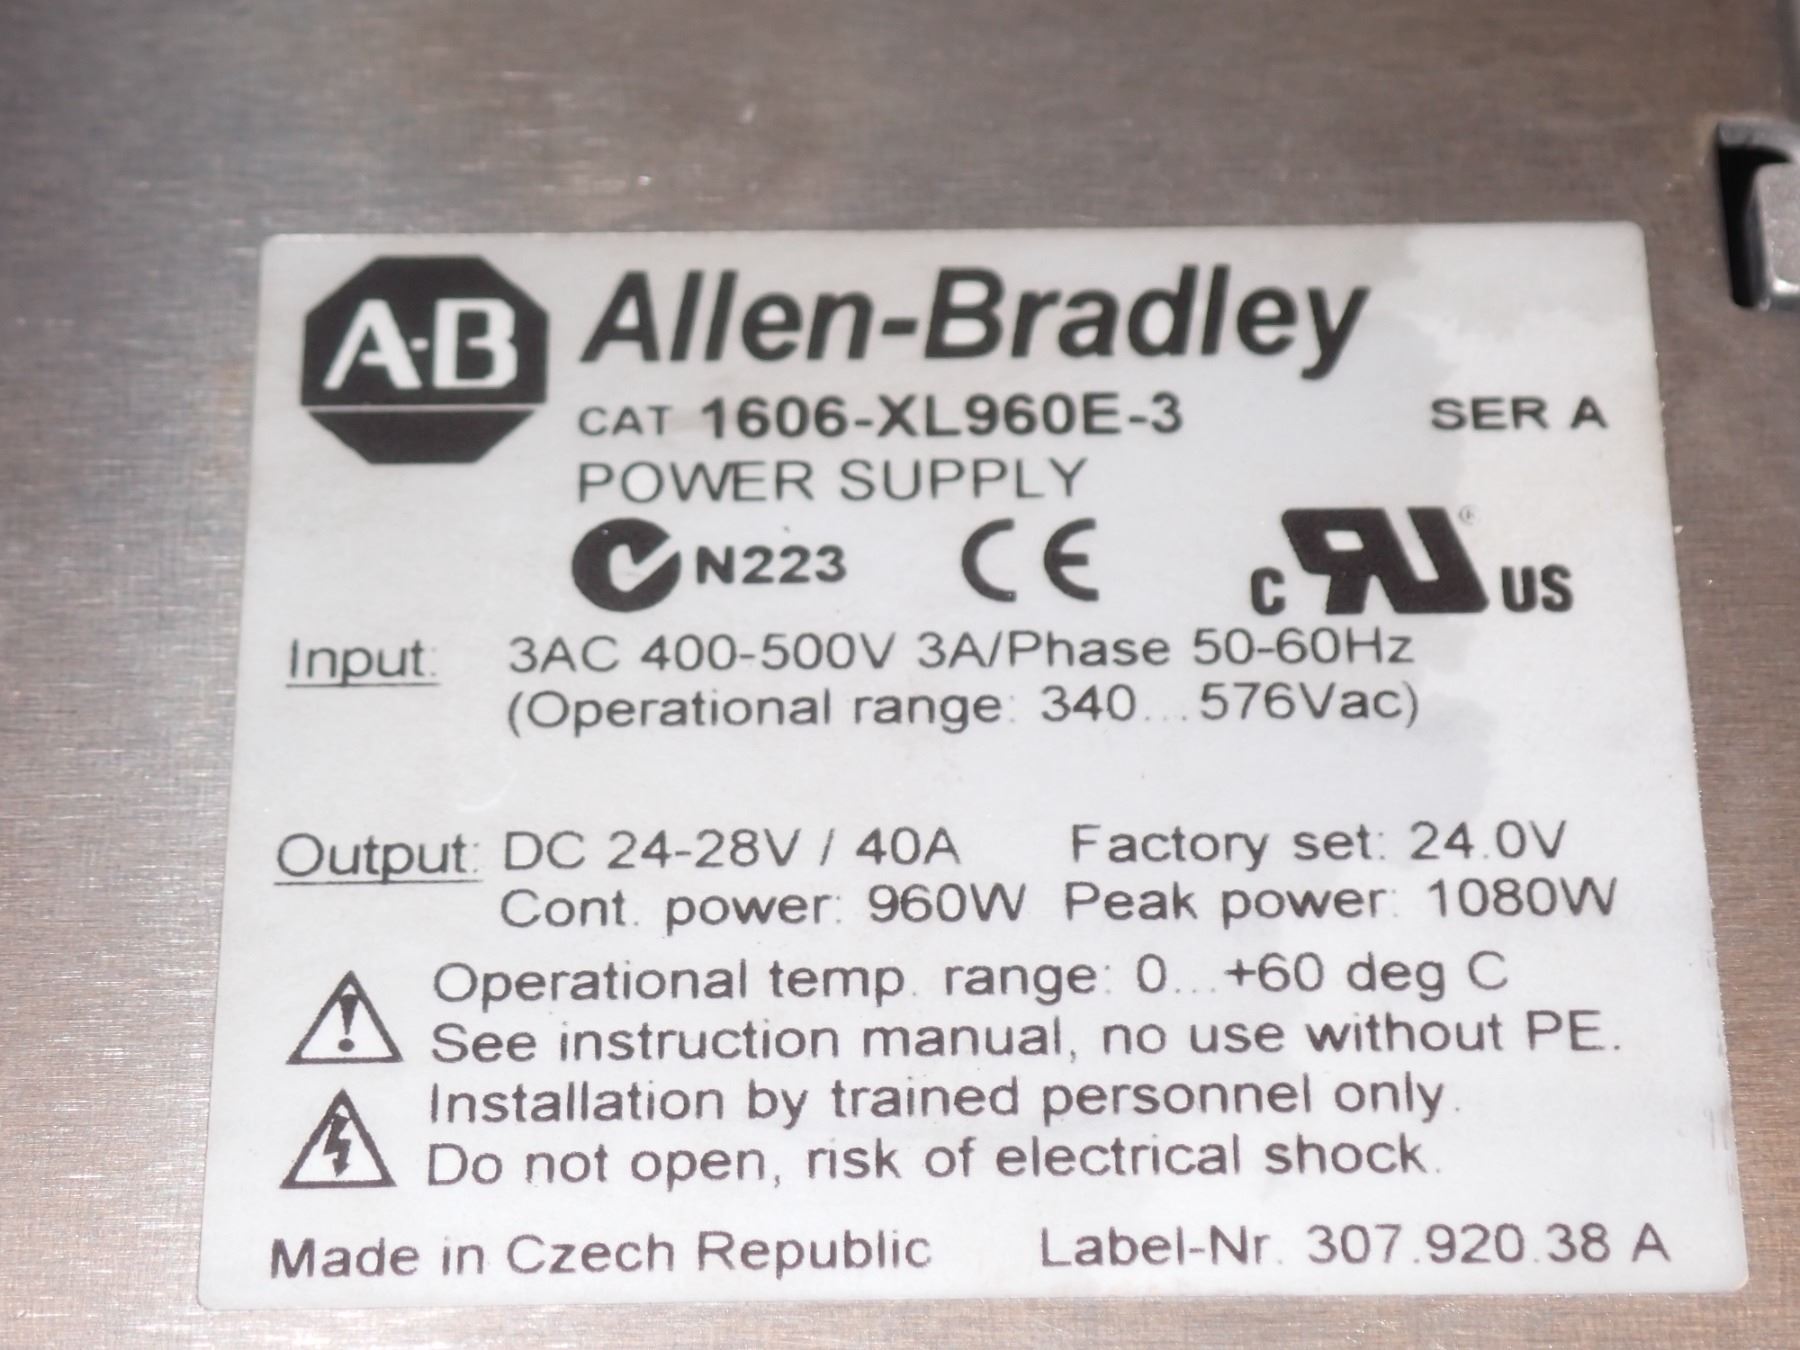 A-B Allen-Bradley
CAT 1606-XL960E-3 SER A
POWER SUPPLY
N223 CE c RU ® US
Input: 3AC 400-500V 3A/Phase 50-60Hz
(Operational range: 340...576Vac)
Output: DC 24-28V / 40A Factory set: 24.0V
Cont. power: 960W Peak power: 1080W
Operational temp. range: 0...+60 deg C
See instruction manual, no use without PE.
Installation by trained personnel only.
Do not open, risk of electrical shock.
Made in Czech Republic Label-Nr. 307.920.38 A